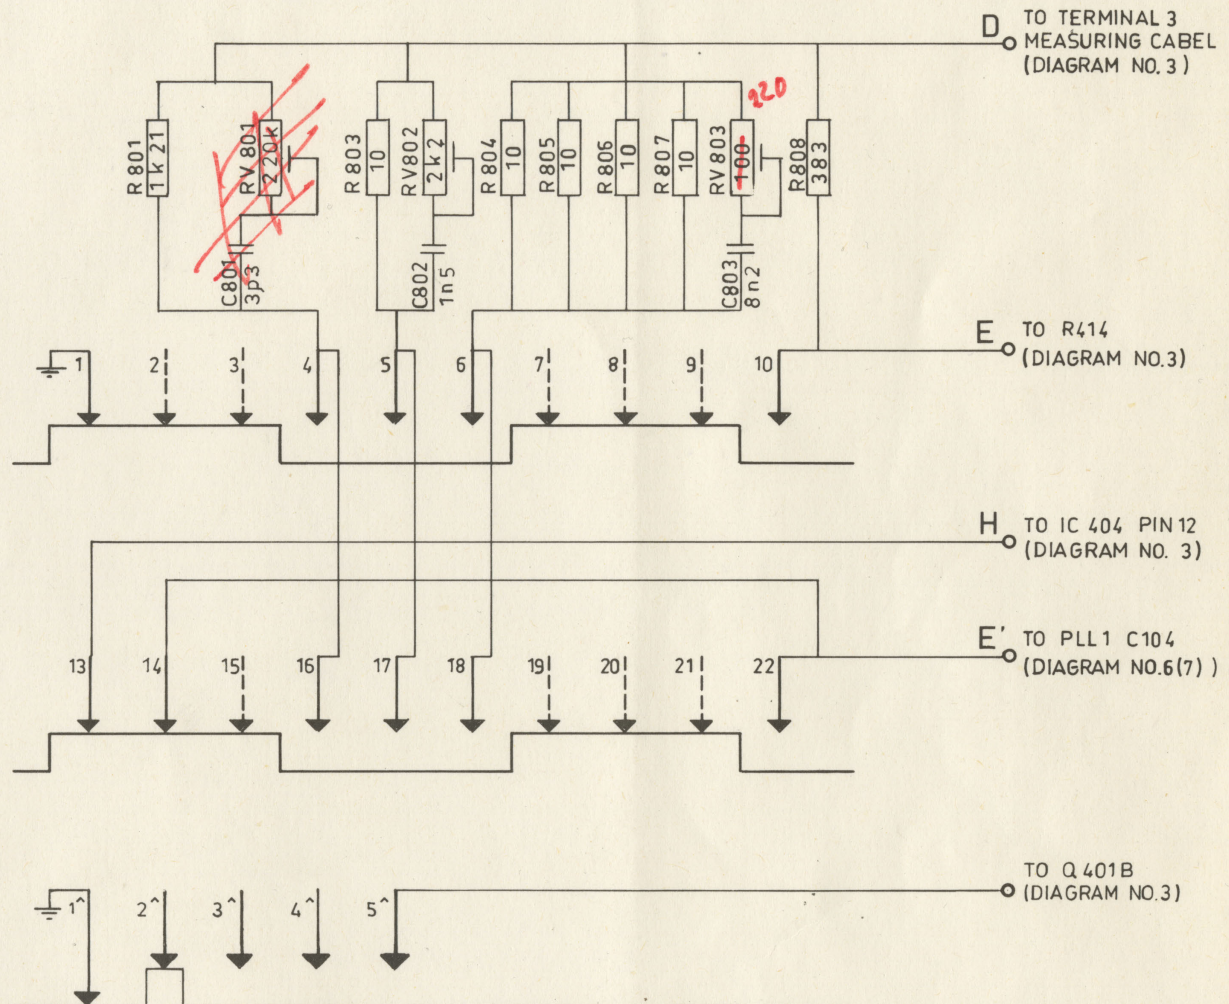 D TO TERMINAL 3
MEASURING CABEL
(DIAGRAM NO. 3)
R801
1k21
RV801
220k
C801
3p3
R803
10
RV802
2k2
C802
1n5
R804
10
R805
10
R806
10
R807
10
220
RV803
100
C803
8n2
R808
383
E TO R414
(DIAGRAM NO.3)
1 2 3 4 5 6 7 8 9 10
H TO IC 404 PIN 12
(DIAGRAM NO. 3)
E' TO PLL1 C104
(DIAGRAM NO.6(7))
13 14 15 16 17 18 19 20 21 22
TO Q401B
(DIAGRAM NO.3)
1^ 2^ 3^ 4^ 5^